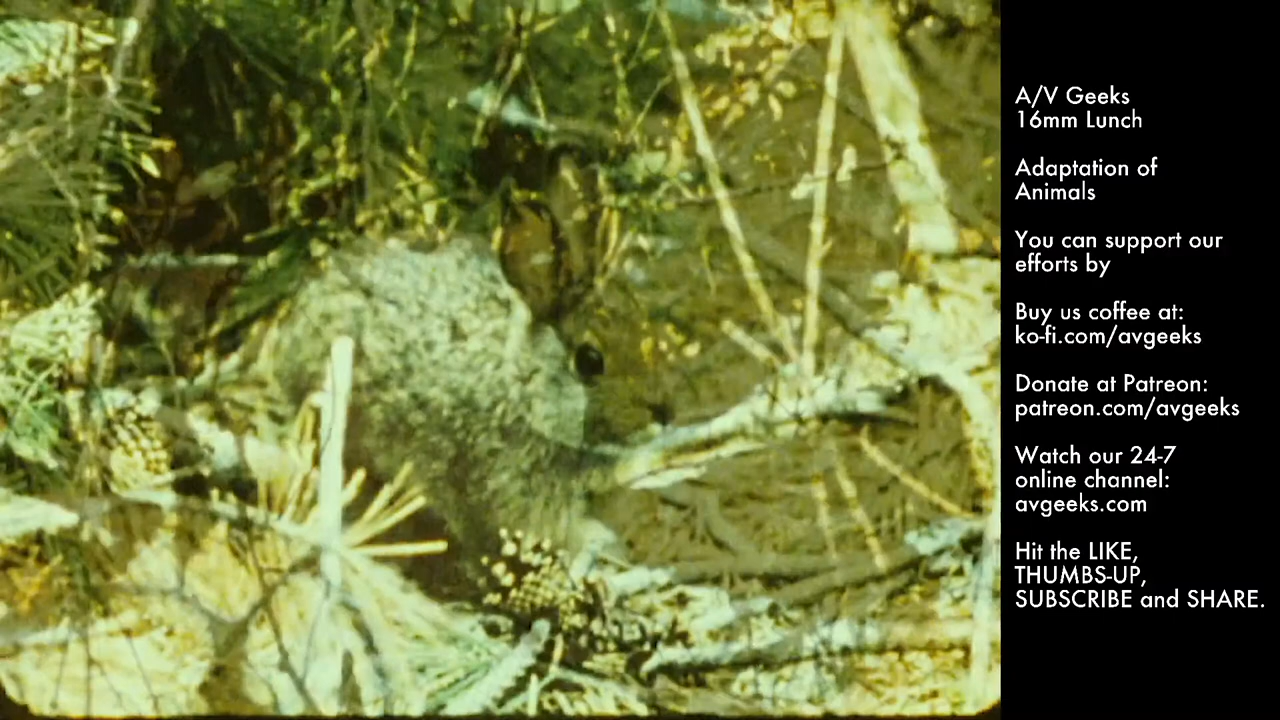 A/V Geeks
16mm Lunch
Adaptation of
Animals
You can support our
efforts by
Buy us coffee at:
ko-fi.com/avgeeks
Donate at Patreon:
patreon.com/avgeeks
Watch our 24-7
online channel:
avgeeks.com
Hit the LIKE,
THUMBS-UP,
SUBSCRIBE and SHARE.